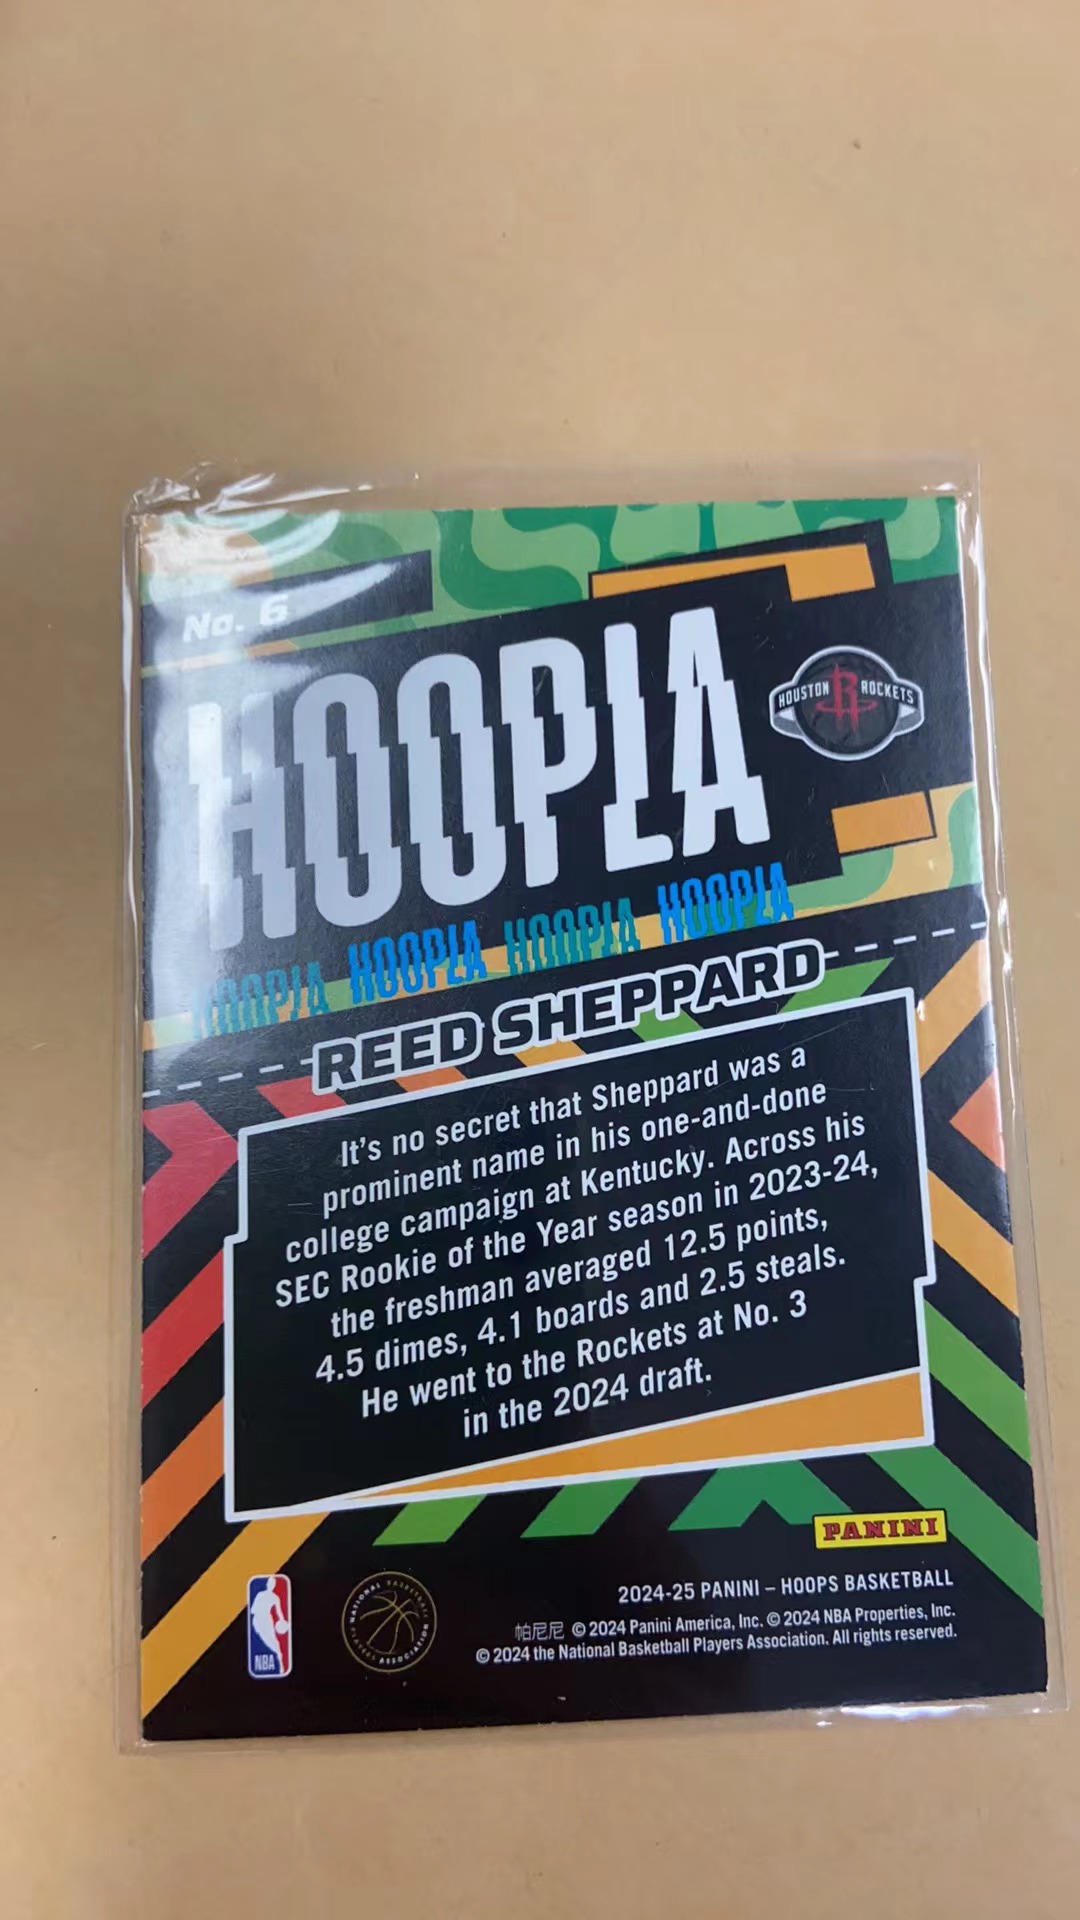 No. 6
HOOPLA
HOUSTON R ROCKETS
HOOPLA HOOPLA HOOPLA HOOPLA
REED SHEPPARD
It's no secret that Sheppard was a
prominent name in his one-and-done
college campaign at Kentucky. Across his
SEC Rookie of the Year season in 2023-24,
the freshman averaged 12.5 points,
4.5 dimes, 4.1 boards and 2.5 steals.
He went to the Rockets at No. 3
in the 2024 draft.
PANINI
2024-25 PANINI – HOOPS BASKETBALL
帕尼尼 © 2024 Panini America, Inc. © 2024 NBA Properties, Inc.
© 2024 the National Basketball Players Association. All rights reserved.
NBA
NATIONAL BASKETBALL PLAYERS ASSOCIATION